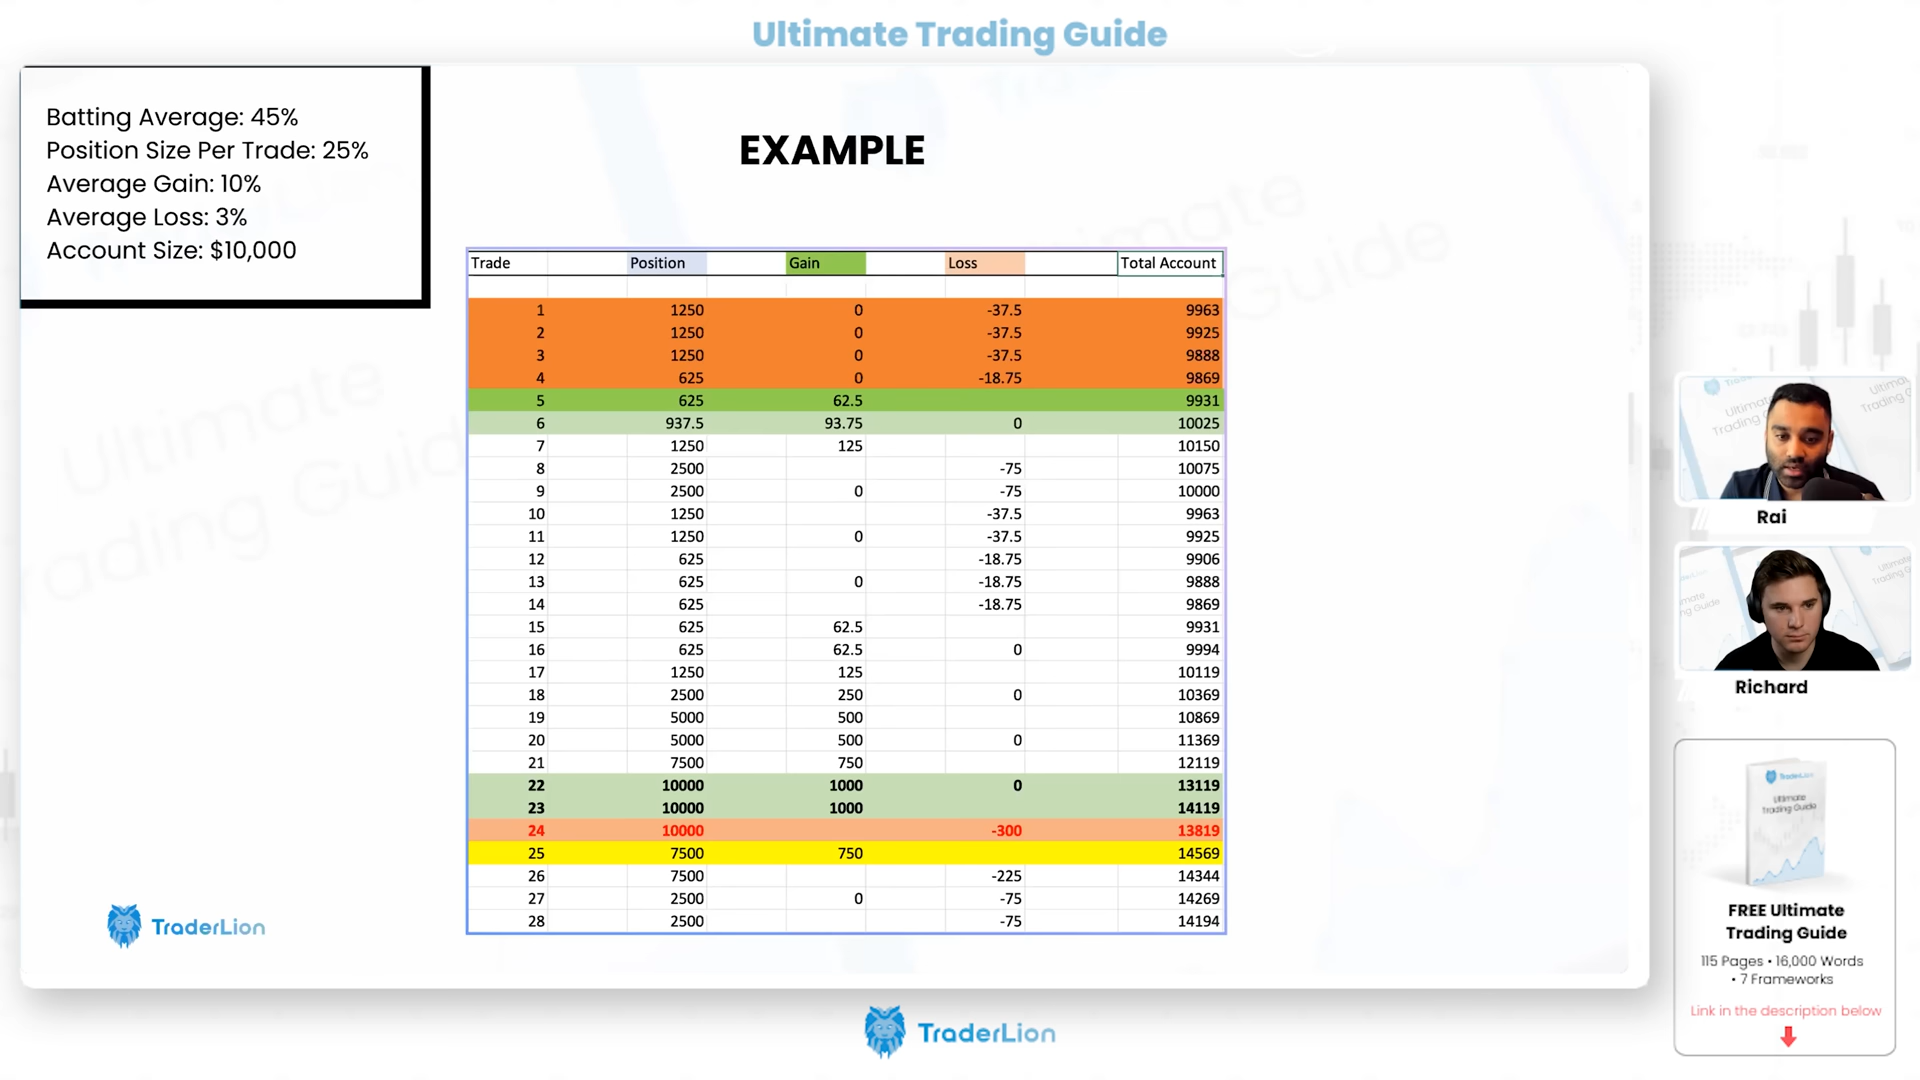 Ultimate Trading Guide
Batting Average: 45%
Position Size Per Trade: 25%
Average Gain: 10%
Average Loss: 3%
Account Size: $10,000
EXAMPLE
Trade Position Gain Loss Total Account
1 1250 0 -37.5 9963
2 1250 0 -37.5 9925
3 1250 0 -37.5 9888
4 625 0 -18.75 9869
5 625 62.5 9931
6 937.5 93.75 0 10025
7 1250 125 10150
8 2500 -75 10075
9 2500 0 -75 10000
10 1250 -37.5 9963
11 1250 0 -37.5 9925
12 625 -18.75 9906
13 625 0 -18.75 9888
14 625 -18.75 9869
15 625 62.5 9931
16 625 62.5 0 9994
17 1250 125 10119
18 2500 250 0 10369
19 5000 500 10869
20 5000 500 0 11369
21 7500 750 12119
22 10000 1000 0 13119
23 10000 1000 14119
24 10000 -300 13819
25 7500 750 14569
26 7500 -225 14344
27 2500 0 -75 14269
28 2500 -75 14194
TraderLion
Rai
Richard
TraderLion
Ultimate
Trading Guide
FREE Ultimate
Trading Guide
115 Pages • 16,000 Words
• 7 Frameworks
Link in the description below
TraderLion